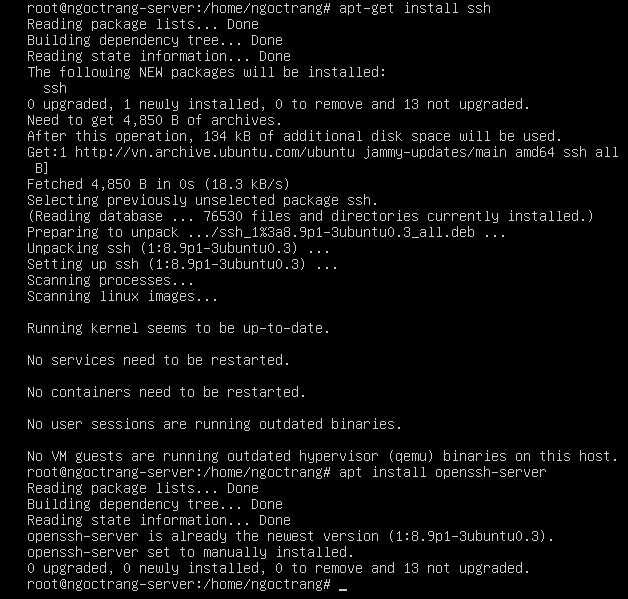 root@ngoctrang-server:/home/ngoctrang# apt-get install ssh
Reading package lists... Done
Building dependency tree... Done
Reading state information... Done
The following NEW packages will be installed:
  ssh
0 upgraded, 1 newly installed, 0 to remove and 13 not upgraded.
Need to get 4,850 B of archives.
After this operation, 134 kB of additional disk space will be used.
Get:1 http://vn.archive.ubuntu.com/ubuntu jammy-updates/main amd64 ssh all
 B]
Fetched 4,850 B in 0s (18.3 kB/s)
Selecting previously unselected package ssh.
(Reading database ... 76530 files and directories currently installed.)
Preparing to unpack .../ssh_1%3a8.9p1-3ubuntu0.3_all.deb ...
Unpacking ssh (1:8.9p1-3ubuntu0.3) ...
Setting up ssh (1:8.9p1-3ubuntu0.3) ...
Scanning processes...
Scanning linux images...
Running kernel seems to be up-to-date.
No services need to be restarted.
No containers need to be restarted.
No user sessions are running outdated binaries.
No VM guests are running outdated hypervisor (qemu) binaries on this host.
root@ngoctrang-server:/home/ngoctrang# apt install openssh-server
Reading package lists... Done
Building dependency tree... Done
Reading state information... Done
openssh-server is already the newest version (1:8.9p1-3ubuntu0.3).
openssh-server set to manually installed.
0 upgraded, 0 newly installed, 0 to remove and 13 not upgraded.
root@ngoctrang-server:/home/ngoctrang# _